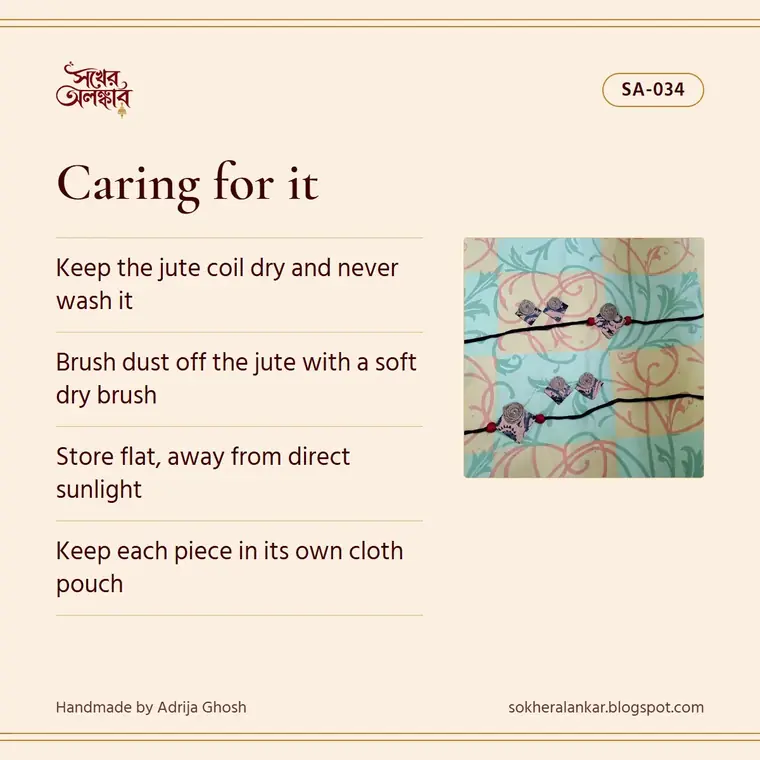 সখের
অলঙ্কার
SA-034
Caring for it
Keep the jute coil dry and never
wash it
Brush dust off the jute with a soft
dry brush
Store flat, away from direct
sunlight
Keep each piece in its own cloth
pouch
Handmade by Adrija Ghosh
sokheralankar.blogspot.com